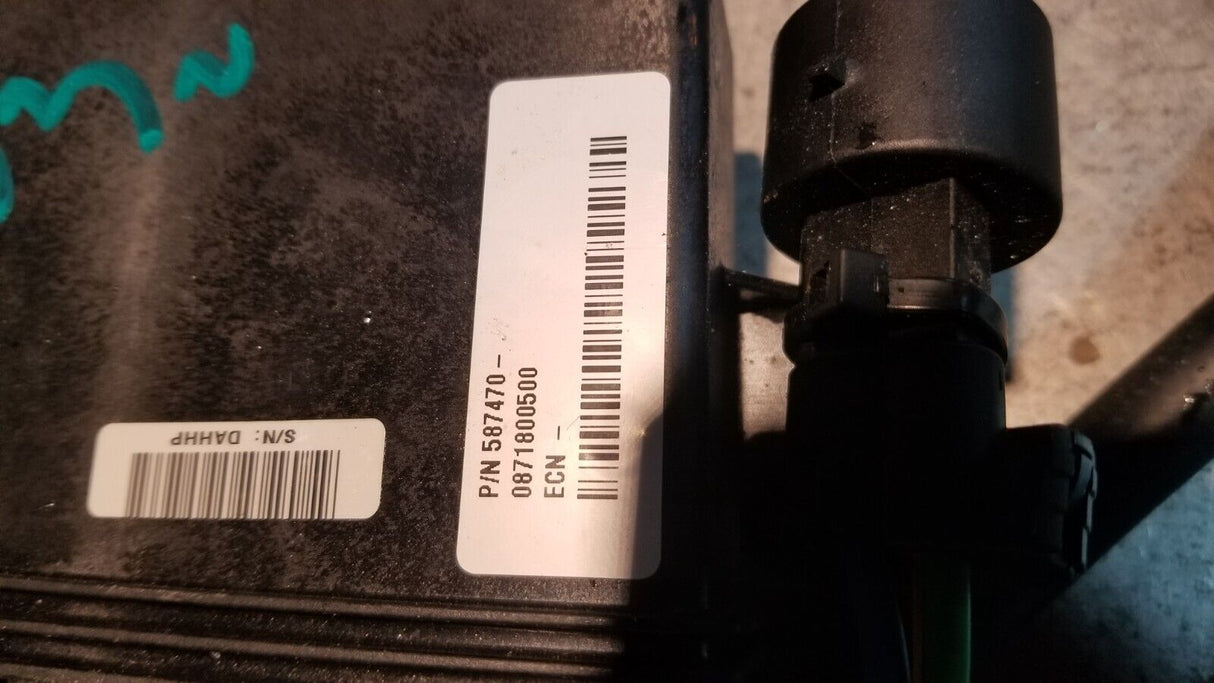 P/N 587470-
0871800500
ECN -
S/N: DAHHP